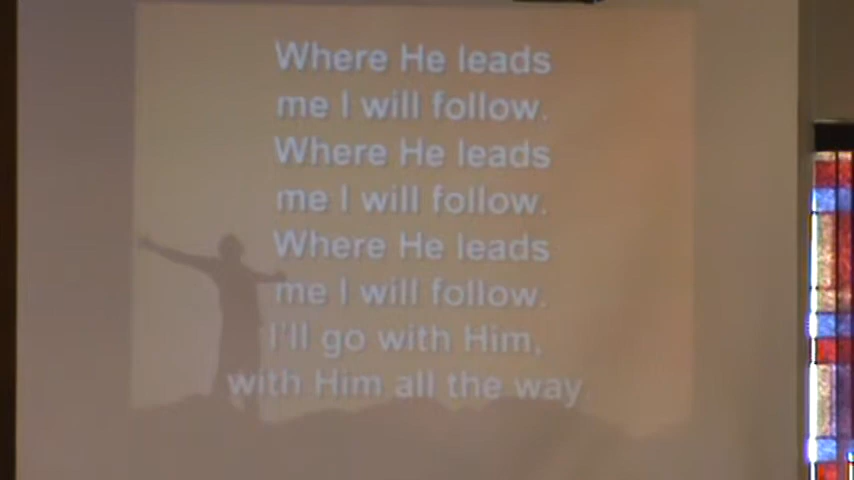 Where He leads
me I will follow.
Where He leads
me I will follow.
Where He leads
me I will follow.
I'll go with Him,
with Him all the way.